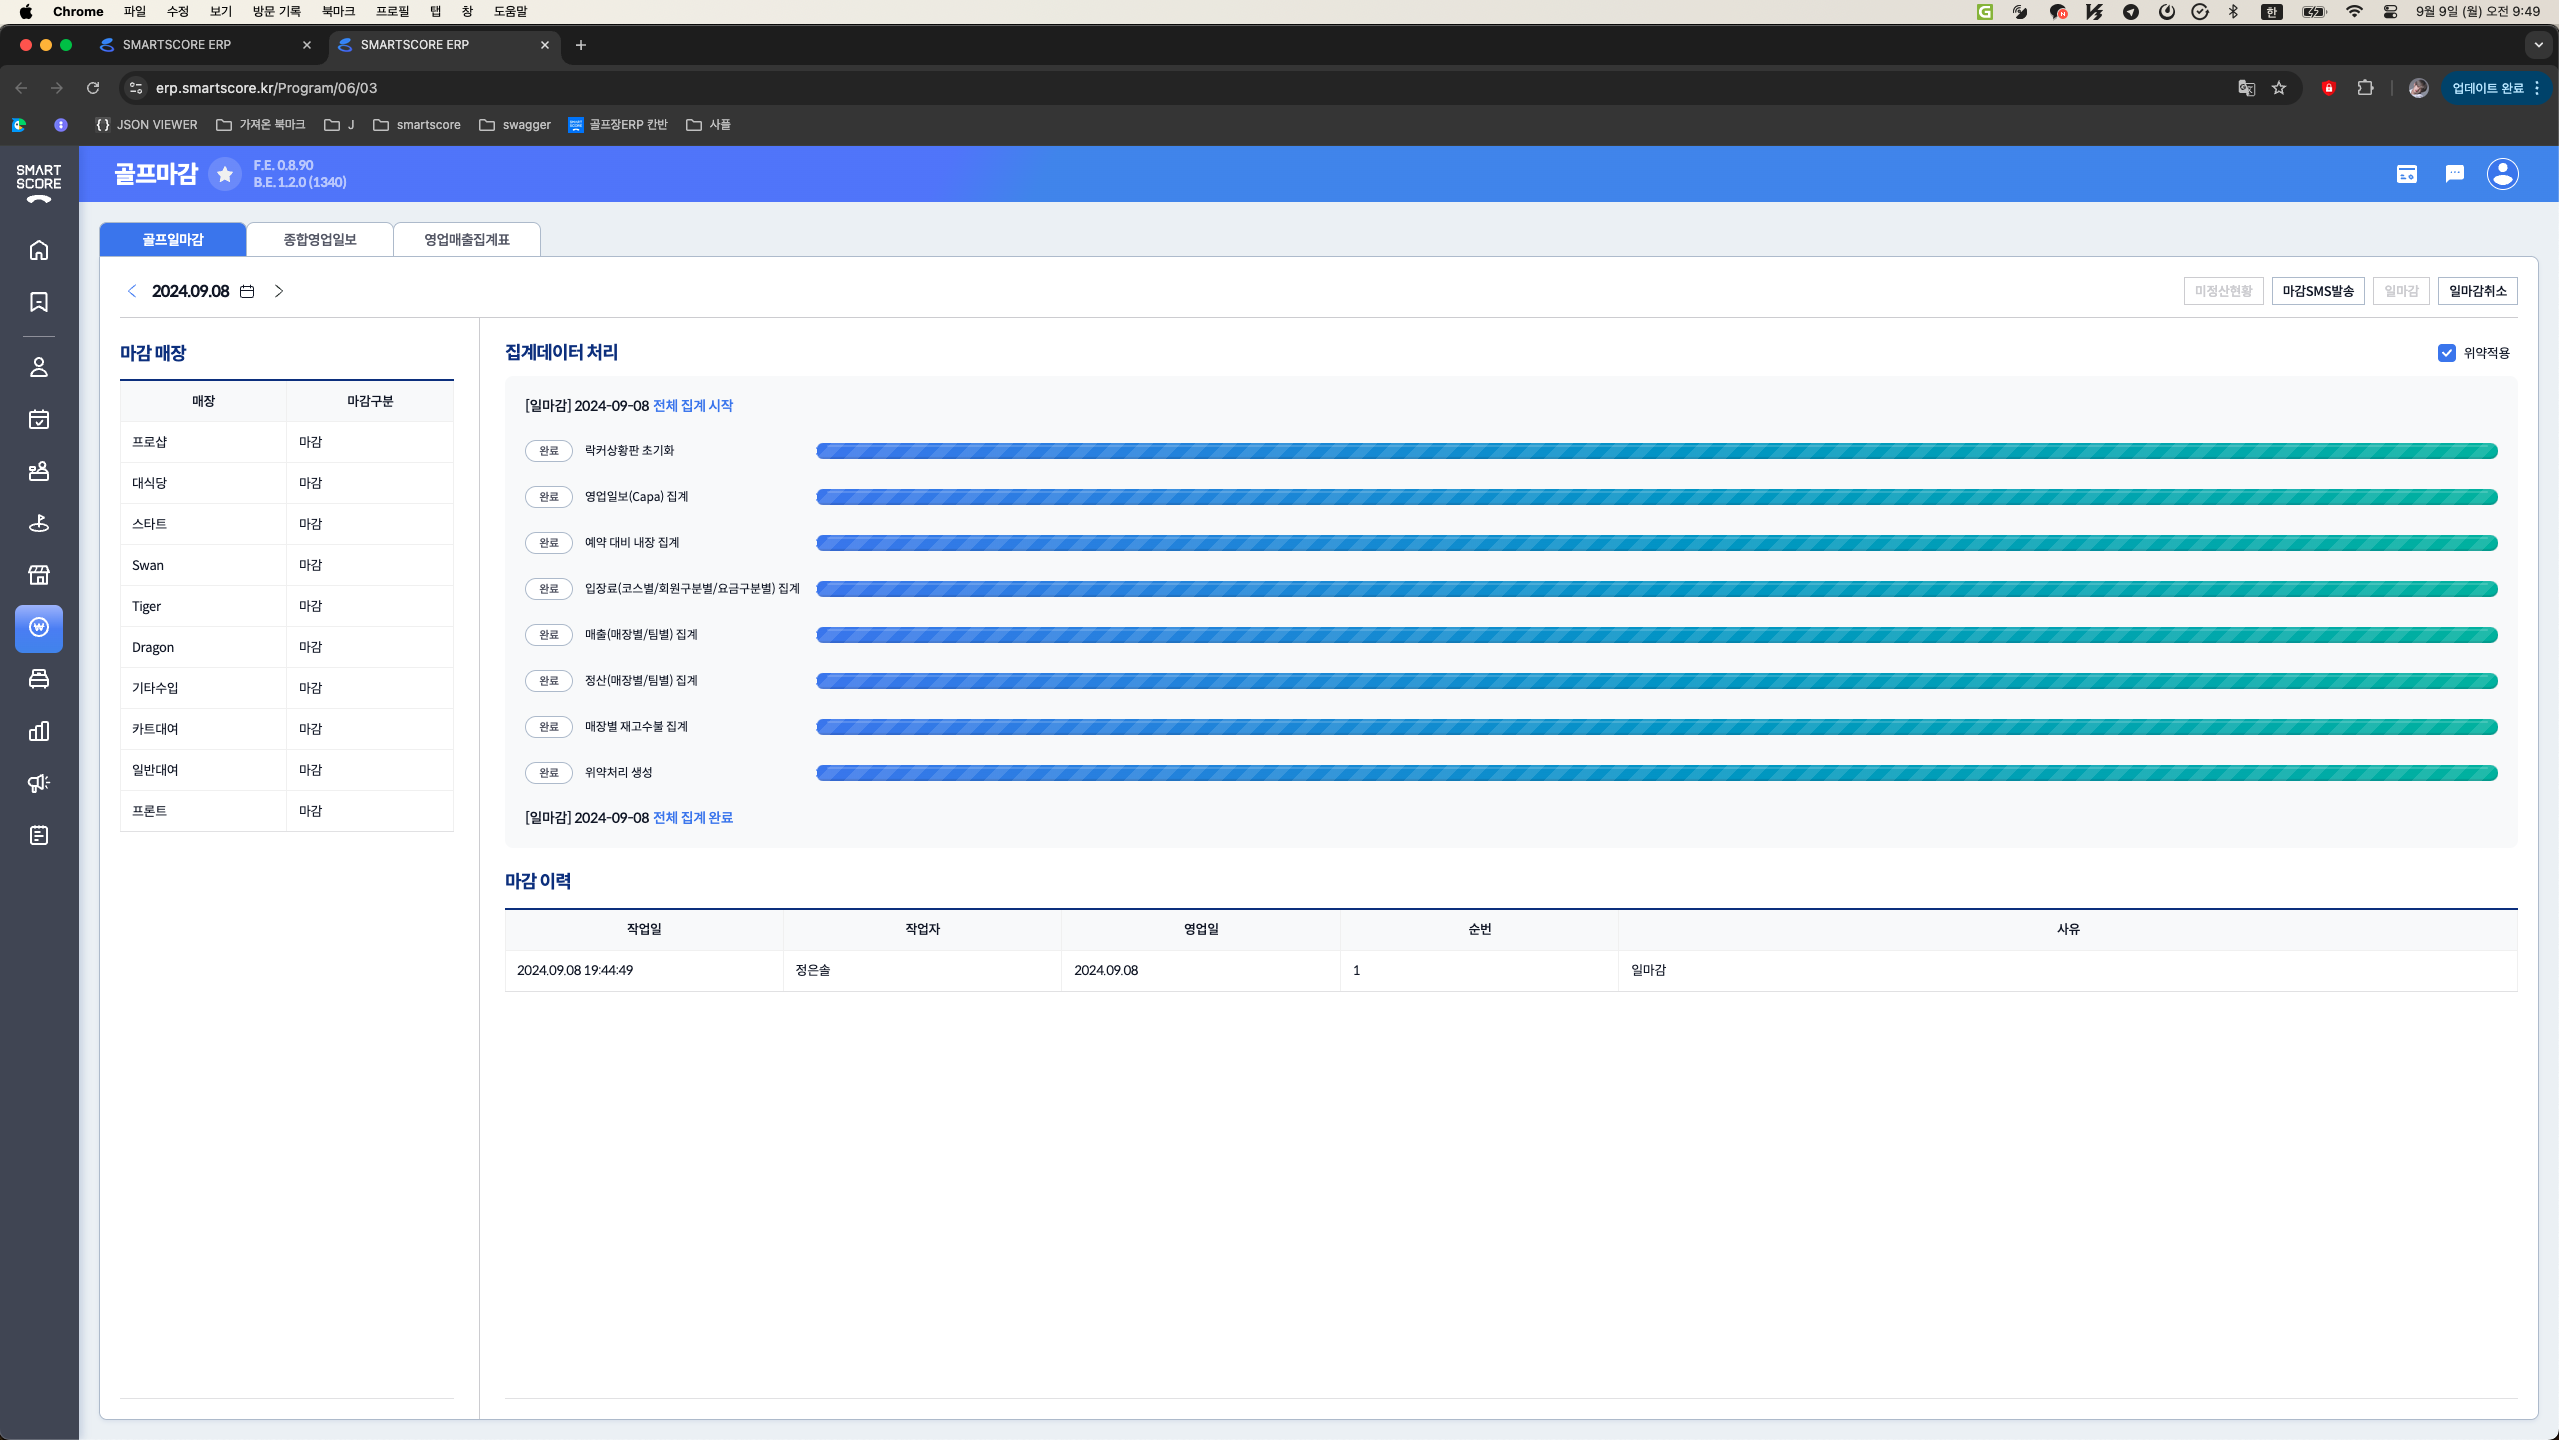 Chrome 파일 수정 보기 방문 기록 북마크 프로필 탭 창 도움말 한 9월 9일 (월) 오전 9:49
SMARTSCORE ERP SMARTSCORE ERP
erp.smartscore.kr/Program/06/03 업데이트 완료
JSON VIEWER 가져온 북마크 J smartscore swagger 골프장ERP 칸반 사플
SMART
SCORE
골프마감
F.E. 0.8.90
B.E. 1.2.0 (1340)
골프일마감 종합영업일보 영업매출집계표
2024.09.08 미정산현황 마감SMS발송 일마감 일마감취소
마감 매장
매장 마감구분
프로샵 마감
대식당 마감
스타트 마감
Swan 마감
Tiger 마감
Dragon 마감
기타수입 마감
카트대여 마감
일반대여 마감
프론트 마감
집계데이터 처리 위약적용
[일마감] 2024-09-08 전체 집계 시작
완료 락커상황판 초기화
완료 영업일보(Capa) 집계
완료 예약 대비 내장 집계
완료 입장료(코스별/회원구분별/요금구분별) 집계
완료 매출(매장별/팀별) 집계
완료 정산(매장별/팀별) 집계
완료 매장별 재고수불 집계
완료 위약처리 생성
[일마감] 2024-09-08 전체 집계 완료
마감 이력
작업일 작업자 영업일 순번 사유
2024.09.08 19:44:49 정은솔 2024.09.08 1 일마감